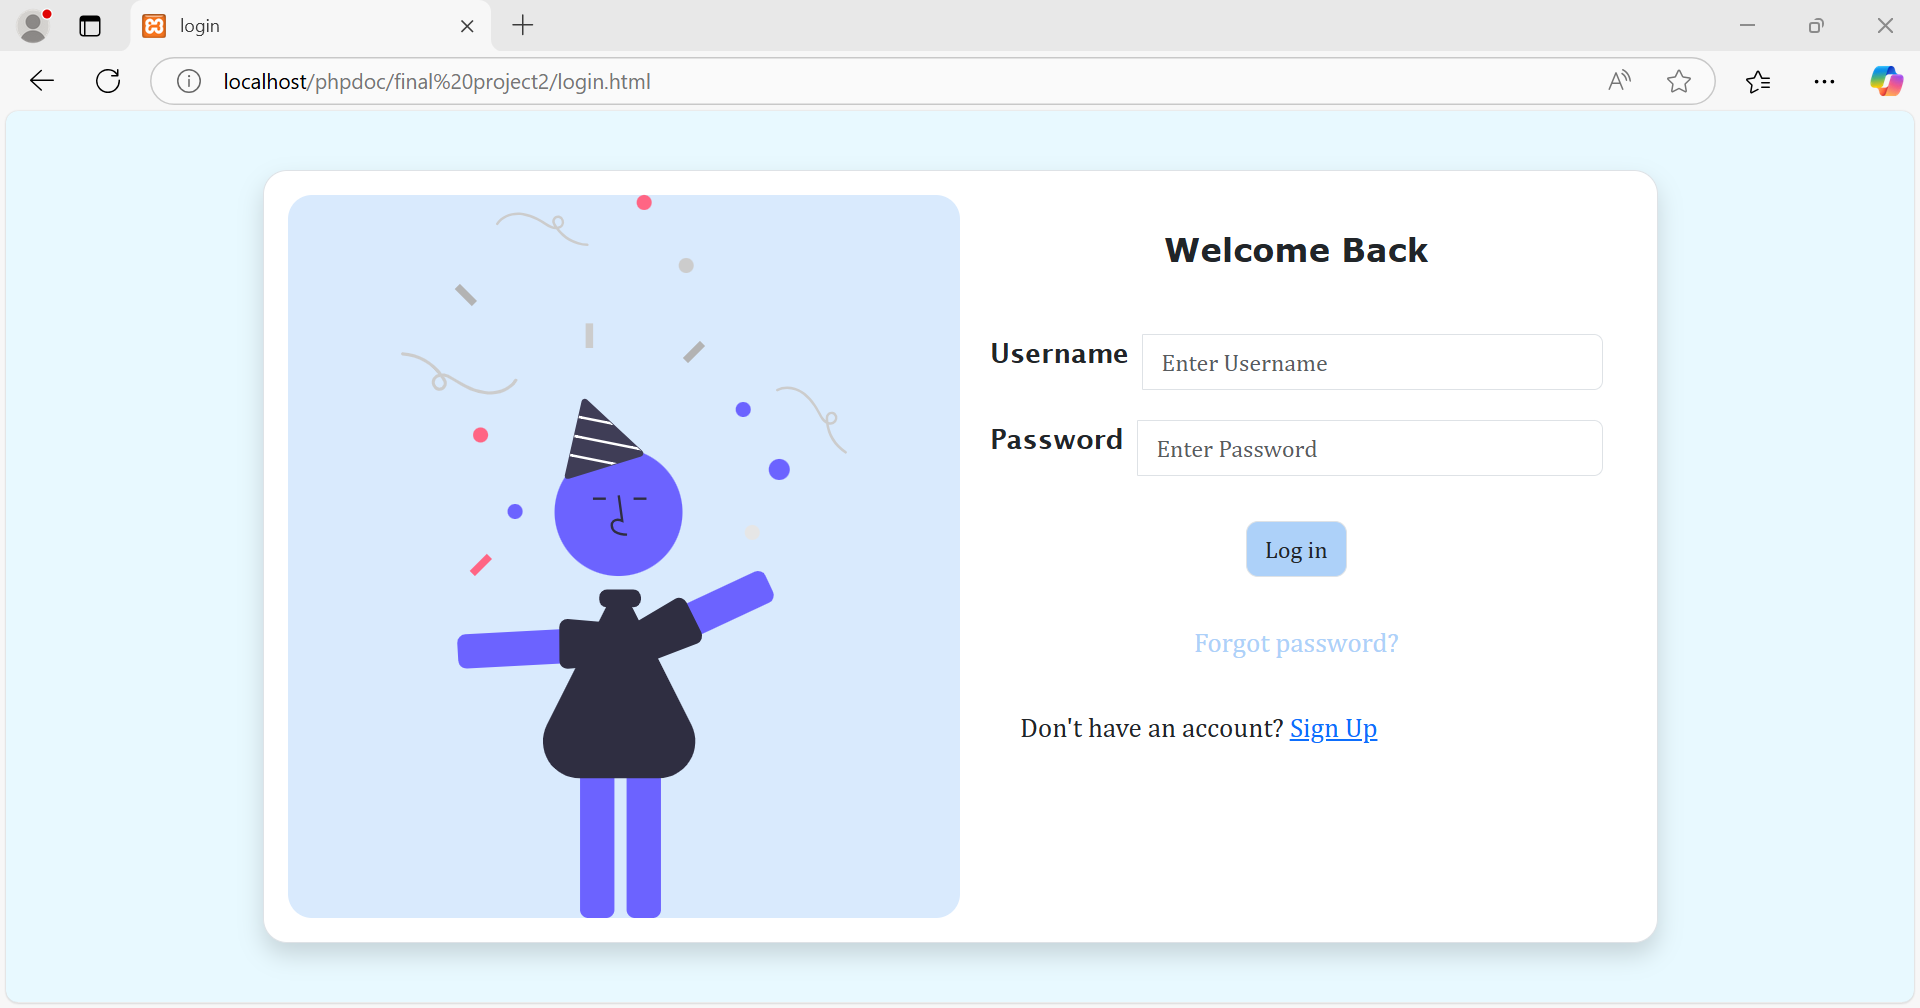 login
localhost/phpdoc/final%20project2/login.html
Welcome Back
Username
Enter Username
Password
Enter Password
Log in
Forgot password?
Don't have an account? Sign Up